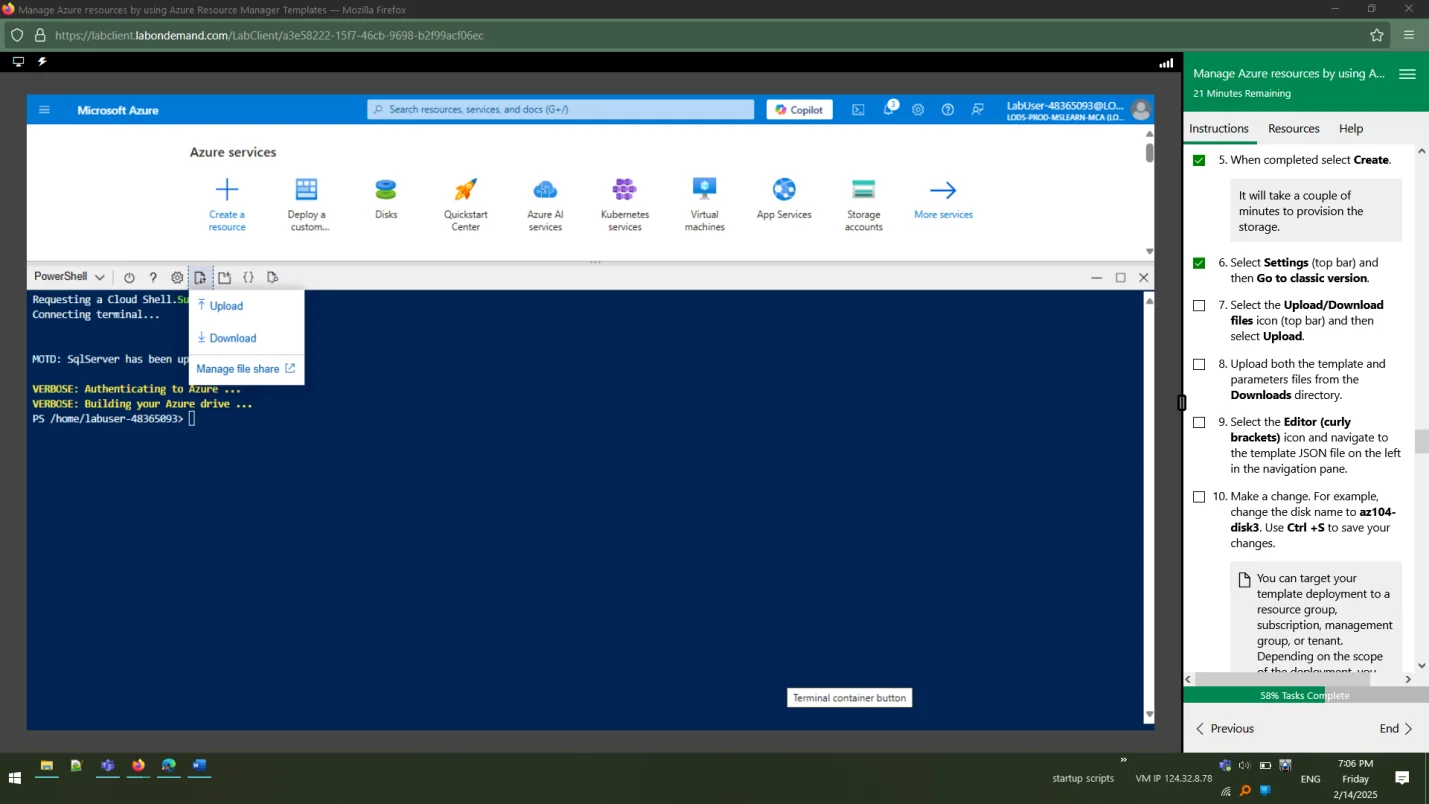 Manage Azure resources by using Azure Resource Manager Templates — Mozilla Firefox
https://labclient.labondemand.com/LabClient/a3e58222-15f7-46cb-9698-b2f99acf06ec
Microsoft Azure
Search resources, services, and docs (G+/)
Copilot
3
LabUser-48365093@LO...
LODS-PROD-MSLEARN-MCA (LO...
Azure services
Create a
resource
Deploy a
custom...
Disks
Quickstart
Center
Azure AI
services
Kubernetes
services
Virtual
machines
App Services
Storage
accounts
More services
PowerShell
Upload
Download
Manage file share
Requesting a Cloud Shell.Su
Connecting terminal...
MOTD: SqlServer has been up
VERBOSE: Authenticating to Azure ...
VERBOSE: Building your Azure drive ...
PS /home/labuser-48365093>
Terminal container button
Manage Azure resources by using A...
21 Minutes Remaining
Instructions
Resources
Help
5. When completed select Create.
It will take a couple of
minutes to provision the
storage.
6. Select Settings (top bar) and
then Go to classic version.
7. Select the Upload/Download
files icon (top bar) and then
select Upload.
8. Upload both the template and
parameters files from the
Downloads directory.
9. Select the Editor (curly
brackets) icon and navigate to
the template JSON file on the left
in the navigation pane.
10. Make a change. For example,
change the disk name to az104-
disk3. Use Ctrl +S to save your
changes.
You can target your
template deployment to a
resource group,
subscription, management
group, or tenant.
Depending on the scope
of the deployment, you
58% Tasks Complete
Previous
End
startup scripts
VM IP 124.32.8.78
ENG
7:06 PM
Friday
2/14/2025